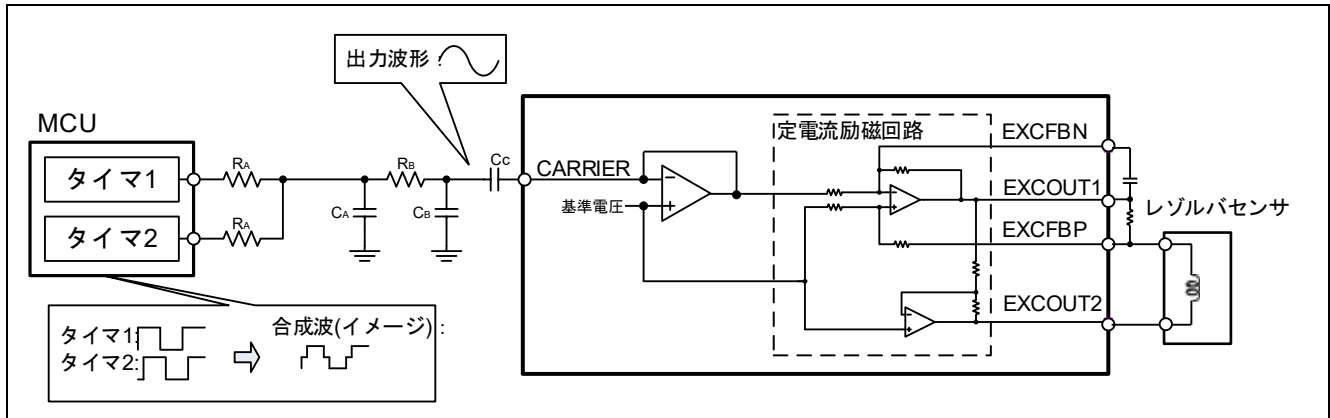 出力波形:
MCU
タイマ1
タイマ2
RA
RA
CA
RB
CB
Cc
CARRIER
基準電圧
定電流励磁回路
EXCFBN
EXCOUT1
EXCFBP
EXCOUT2
レゾルバセンサ
タイマ1:
タイマ2:
合成波(イメージ) :